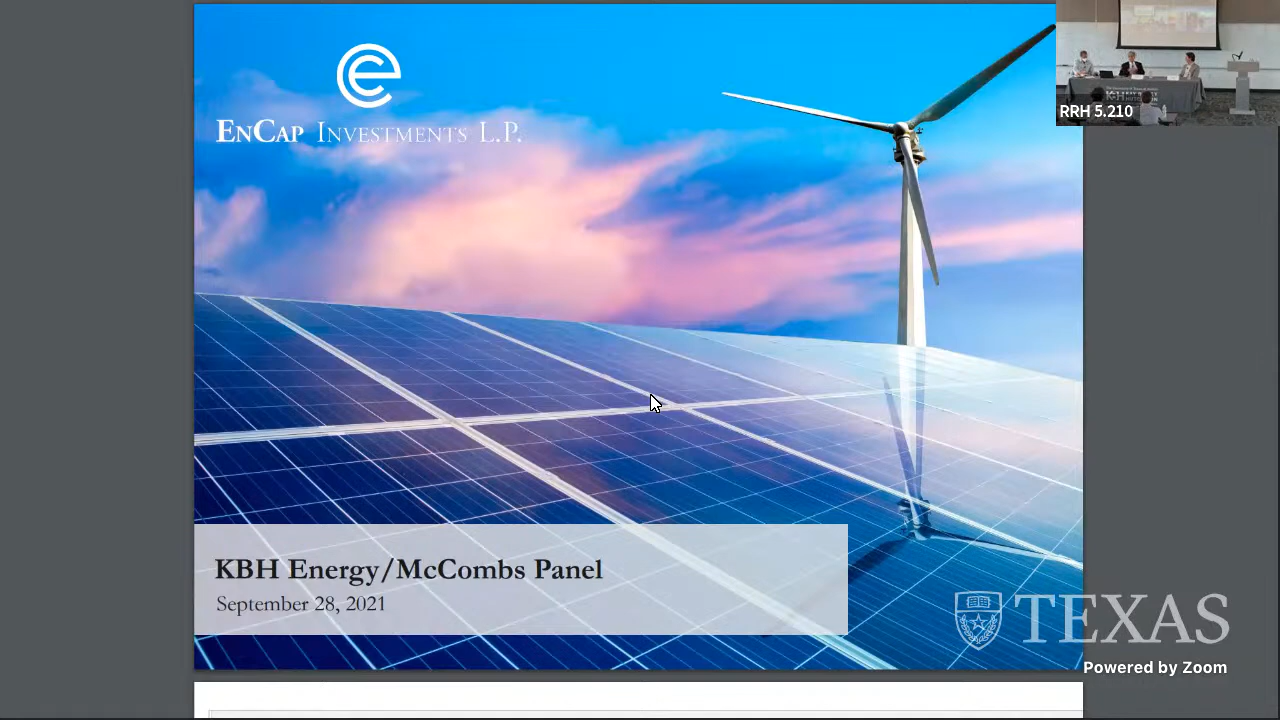 EnCap Investments L.P.
RRH 5.210
KBH Energy/McCombs Panel
September 28, 2021
TEXAS
Powered by Zoom